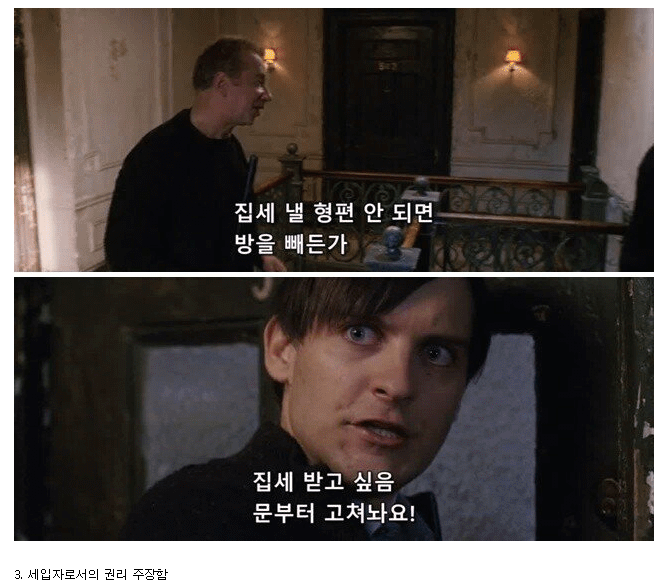 집세 낼 형편 안 되면
방을 빼든가
집세 받고 싶음
문부터 고쳐놔요!
3. 세입자로서의 권리 주장함